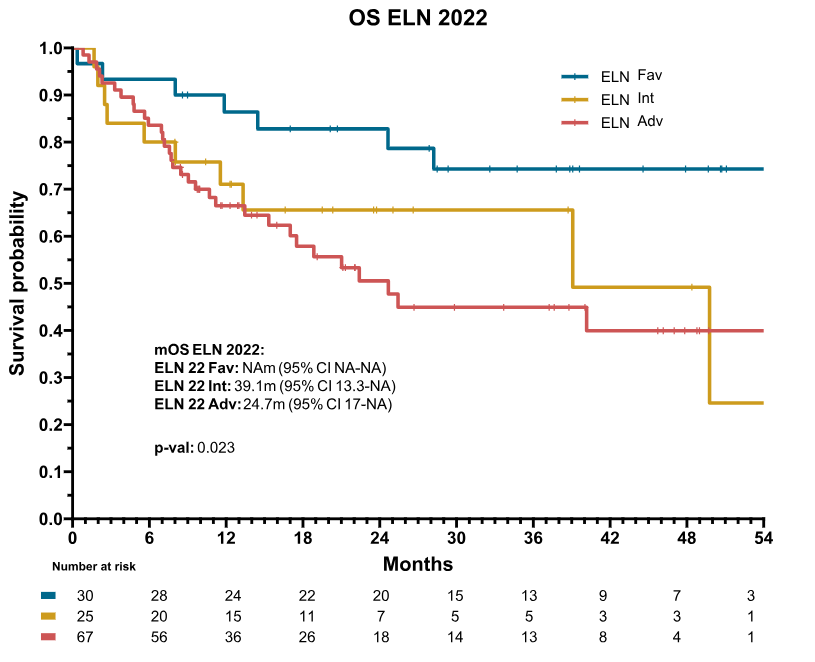 OS ELN 2022
ELN Fav
ELN Int
ELN Adv
Survival probability
1.0
0.9
0.8
0.7
0.6
0.5
0.4
0.3
0.2
0.1
0.0
mOS ELN 2022:
ELN 22 Fav: NAm (95% CI NA-NA)
ELN 22 Int: 39.1m (95% CI 13.3-NA)
ELN 22 Adv: 24.7m (95% CI 17-NA)
p-val: 0.023
0 6 12 18 24 30 36 42 48 54
Months
Number at risk
30 28 24 22 20 15 13 9 7 3
25 20 15 11 7 5 5 3 3 1
67 56 36 26 18 14 13 8 4 1